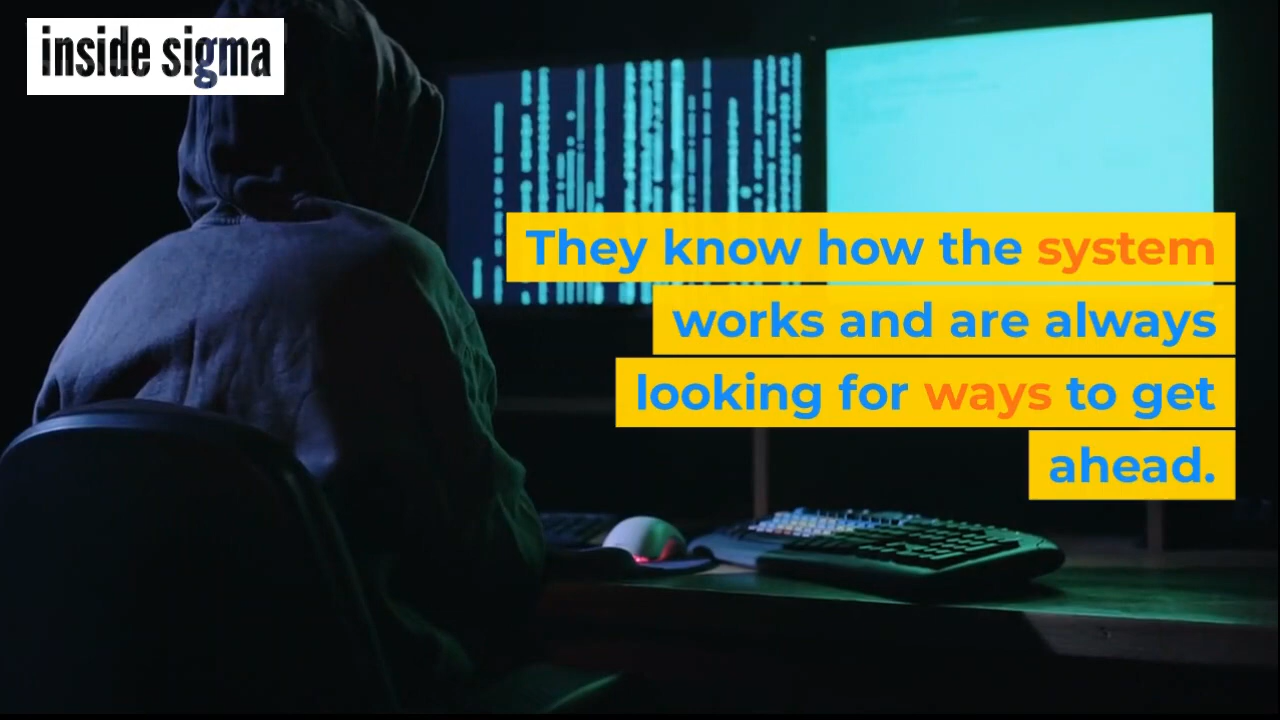 inside sigma
They know how the system
works and are always
looking for ways to get
ahead.